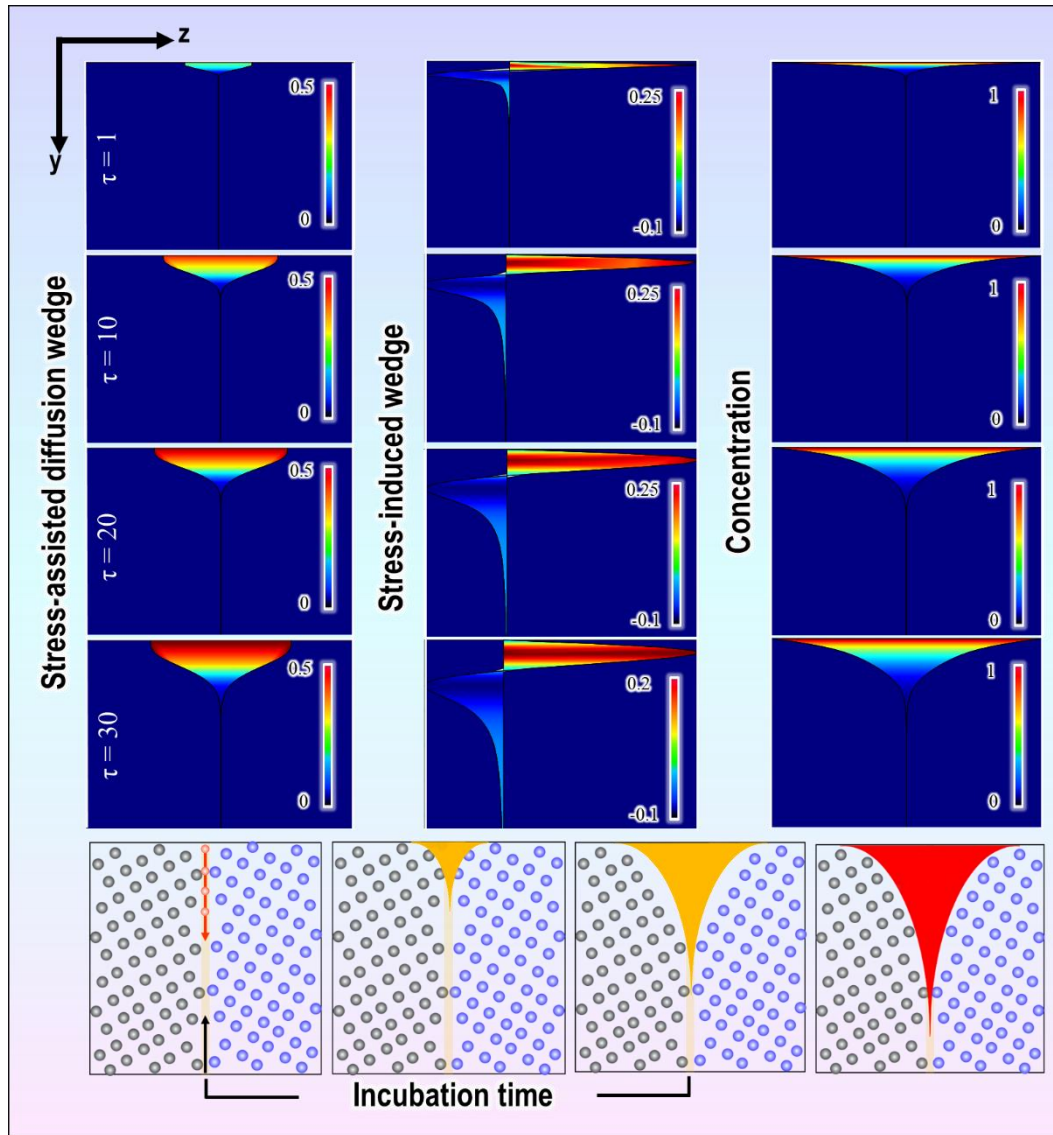 z
y
Stress-assisted diffusion wedge
τ = 1
0.5
0
τ = 10
0.5
0
τ = 20
0.5
0
τ = 30
0.5
0
Stress-induced wedge
0.25
-0.1
0.25
-0.1
0.25
-0.1
0.2
-0.1
Concentration
1
0
1
0
1
0
1
0
Incubation time